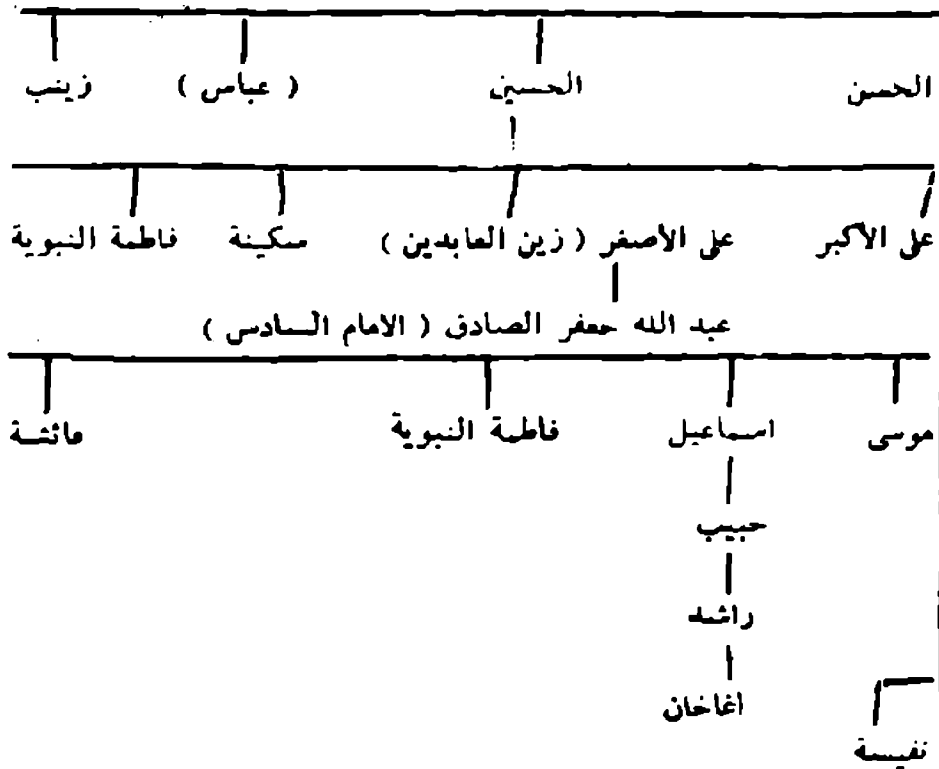 الحسن الحسين ( عباس ) زينب
على الأكبر على الأصغر ( زين العابدين ) سكينة فاطمة النبوية
عبد الله جعفر الصادق ( الامام السادس )
موسى اسماعيل فاطمة النبوية عائشة
حبيب
راشد
اغاخان
نفيسة